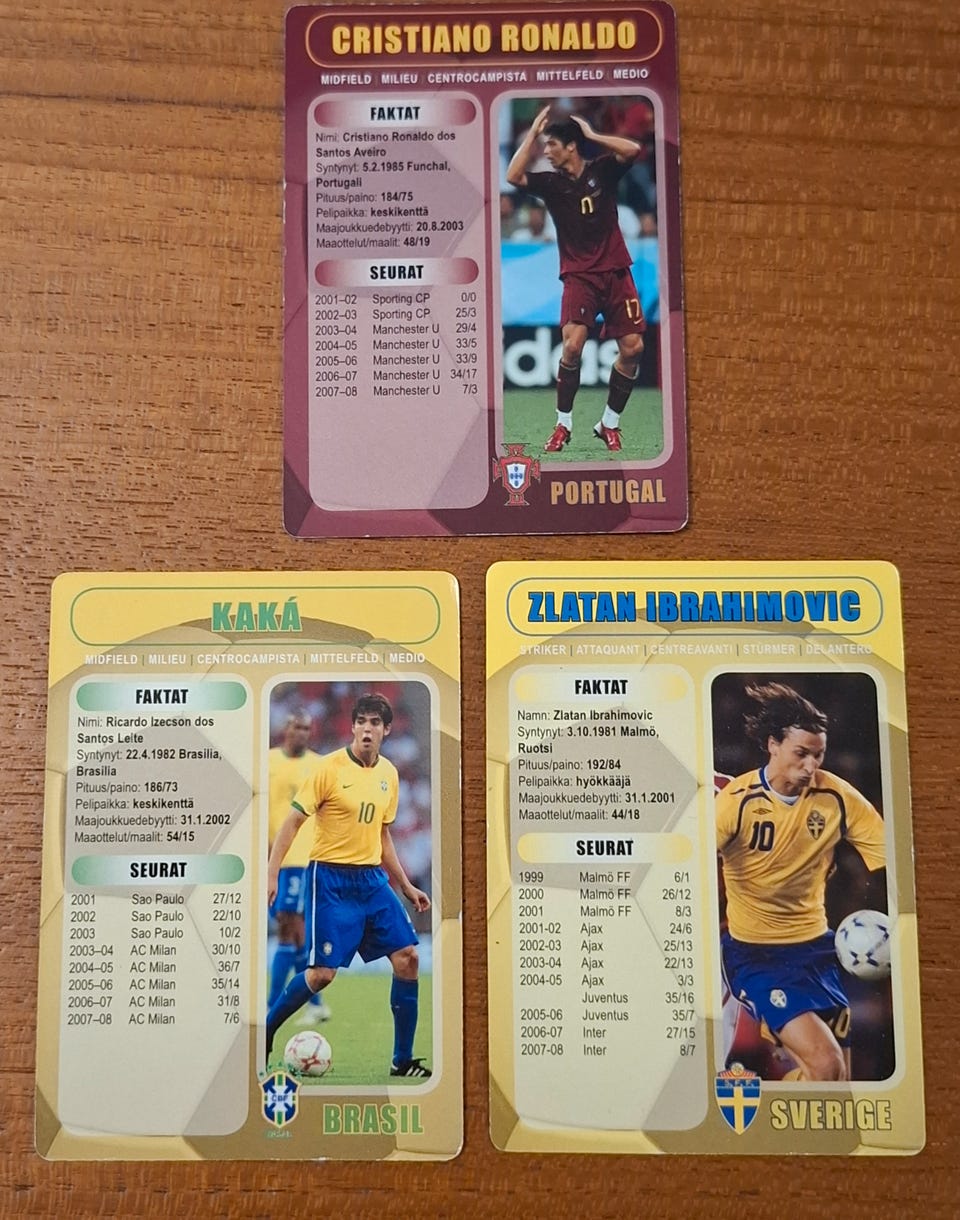 CRISTIANO RONALDO
MIDFIELD | MILIEU | CENTROCAMPISTA | MITTELFELD | MEDIO
FAKTAT
Nimi: Cristiano Ronaldo dos
Santos Aveiro
Syntynyt: 5.2.1985 Funchal,
Portugali
Pituus/paino: 184/75
Pelipaikka: keskikenttä
Maajoukkuedebyytti: 20.8.2003
Maaottelut/maalit: 48/19
SEURAT
2001–02 Sporting CP 0/0
2002–03 Sporting CP 25/3
2003–04 Manchester U 29/4
2004–05 Manchester U 33/5
2005–06 Manchester U 33/9
2006–07 Manchester U 34/17
2007–08 Manchester U 7/3
17
17
das
PORTUGAL
KAKÁ
MIDFIELD | MILIEU | CENTROCAMPISTA | MITTELFELD | MEDIO
FAKTAT
Nimi: Ricardo Izecson dos
Santos Leite
Syntynyt: 22.4.1982 Brasilia,
Brasilia
Pituus/paino: 186/73
Pelipaikka: keskikenttä
Maajoukkuedebyytti: 31.1.2002
Maaottelut/maalit: 54/15
SEURAT
2001 Sao Paulo 27/12
2002 Sao Paulo 22/10
2003 Sao Paulo 10/2
2003–04 AC Milan 30/10
2004–05 AC Milan 36/7
2005–06 AC Milan 35/14
2006–07 AC Milan 31/8
2007–08 AC Milan 7/6
10
3
CBF
BRASIL
ZLATAN IBRAHIMOVIC
STRIKER | ATTAQUANT | CENTREAVANTI | STÜRMER | DELANTERO
FAKTAT
Namn: Zlatan Ibrahimovic
Syntynyt: 3.10.1981 Malmö,
Ruotsi
Pituus/paino: 192/84
Pelipaikka: hyökkääjä
Maajoukkuedebyytti: 31.1.2001
Maaottelut/maalit: 44/18
SEURAT
1999 Malmö FF 6/1
2000 Malmö FF 26/12
2001 Malmö FF 8/3
2001-02 Ajax 24/6
2002-03 Ajax 25/13
2003-04 Ajax 22/13
2004-05 Ajax 3/3
Juventus 35/16
2005-06 Juventus 35/7
2006-07 Inter 27/15
2007-08 Inter 8/7
10
10
S.F.F.
SVERIGE